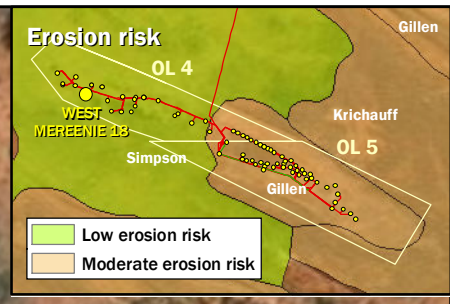 Gillen
Erosion risk
OL 4
WEST
MEREENIE 18
Krichauff
OL 5
Simpson
Gillen
Low erosion risk
Moderate erosion risk